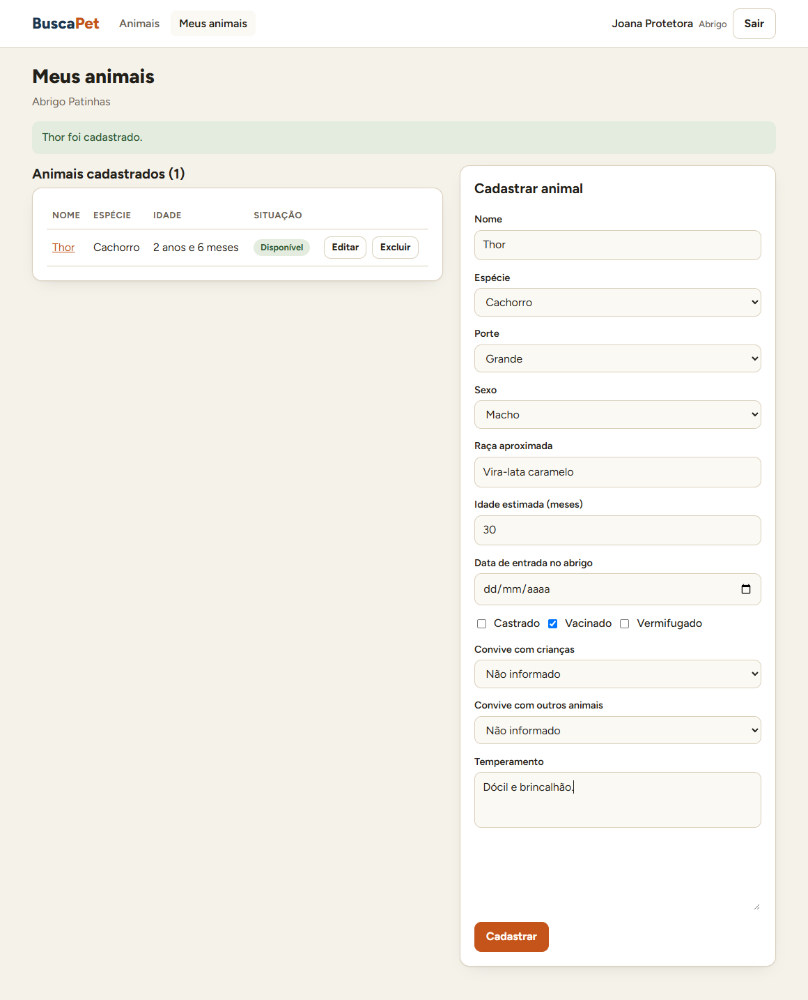 BuscaPet Animais Meus animais Joana Protetora Abrigo Sair
Meus animais
Abrigo Patinhas
Thor foi cadastrado.
Animais cadastrados (1)
NOME ESPÉCIE IDADE SITUAÇÃO
Thor Cachorro 2 anos e 6 meses Disponível Editar Excluir
Cadastrar animal
Nome
Thor
Espécie
Cachorro
Porte
Grande
Sexo
Macho
Raça aproximada
Vira-lata caramelo
Idade estimada (meses)
30
Data de entrada no abrigo
dd/mm/aaaa
Castrado Vacinado Vermifugado
Convive com crianças
Não informado
Convive com outros animais
Não informado
Temperamento
Dócil e brincalhão.
Cadastrar